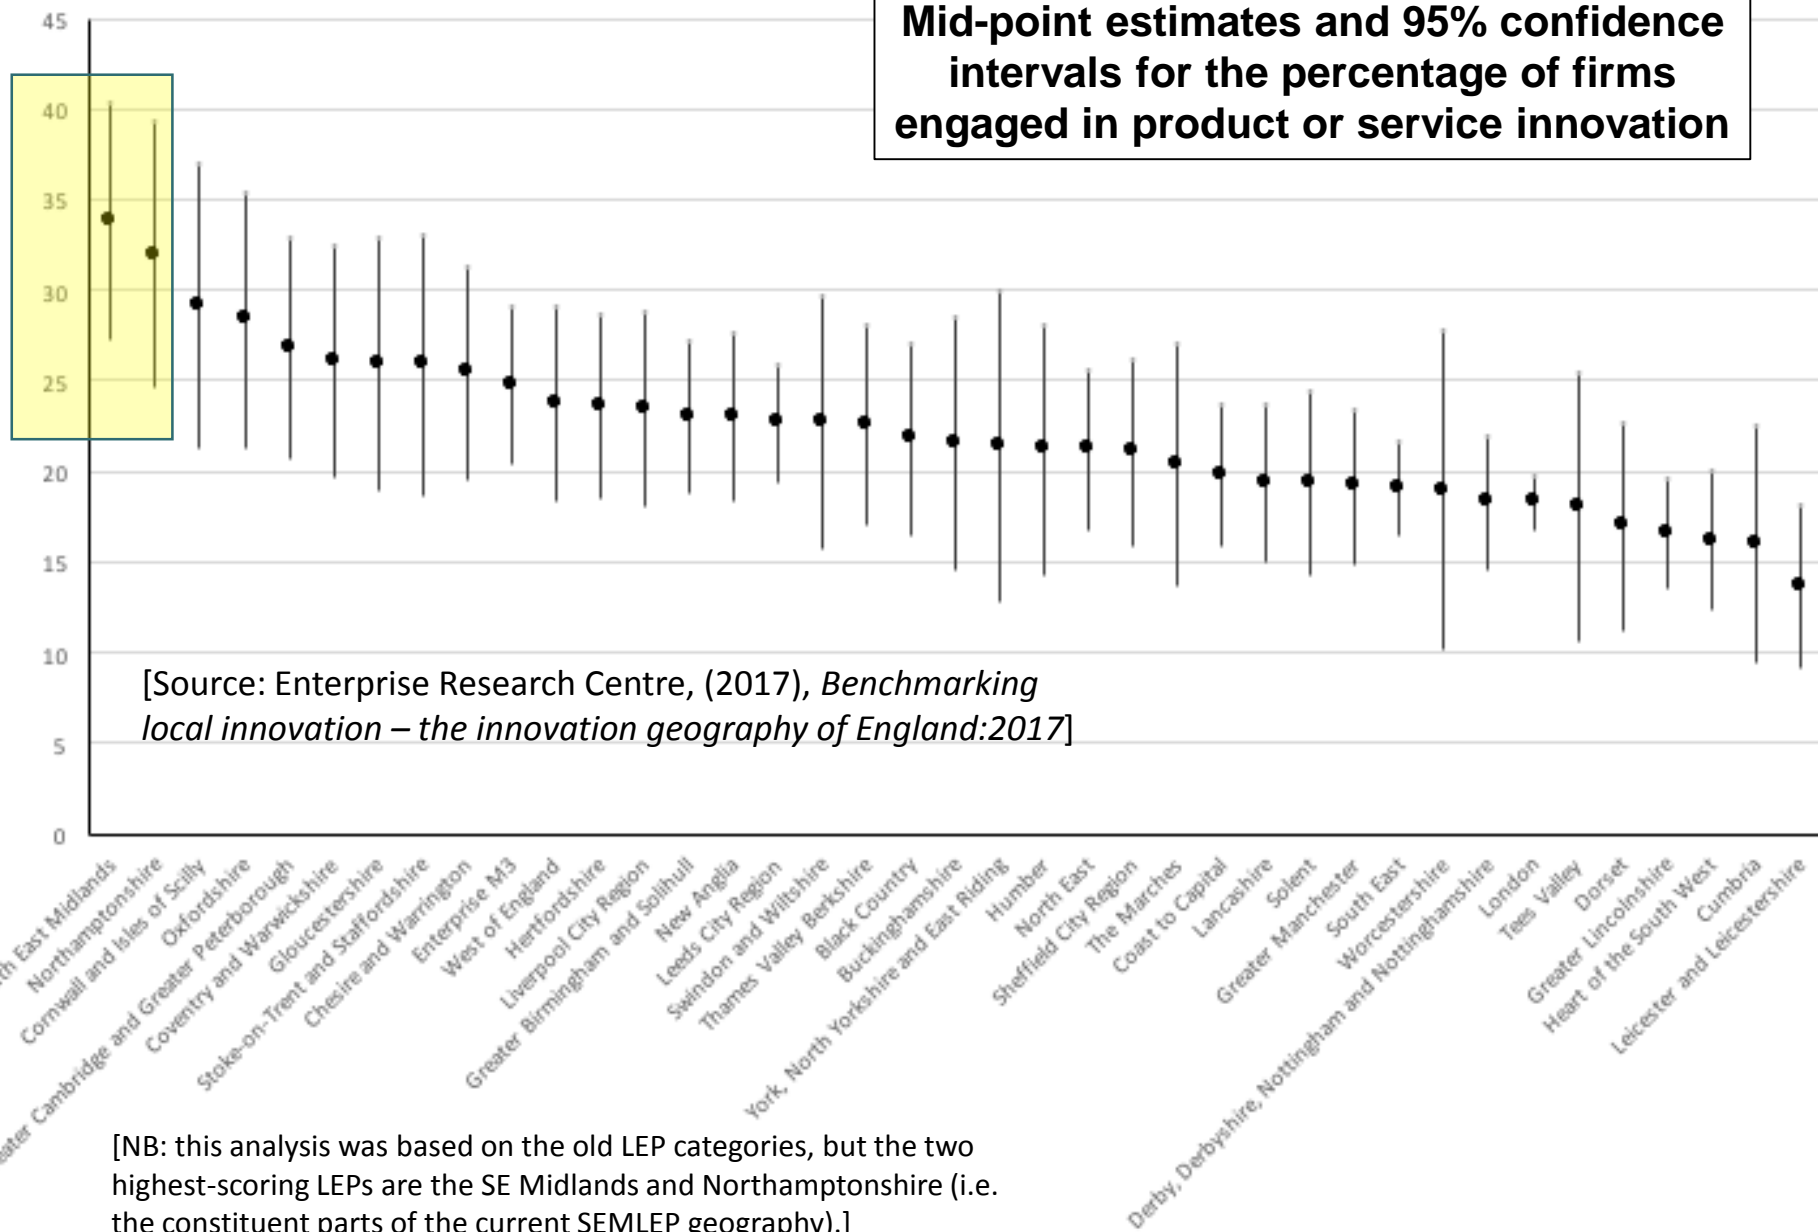 Mid-point estimates and 95% confidence
intervals for the percentage of firms
engaged in product or service innovation
45
40
35
30
25
20
15
10
5
0
[Source: Enterprise Research Centre, (2017), Benchmarking
local innovation – the innovation geography of England:2017]
East Midlands
Northamptonshire
Cornwall and Isles of Scilly
Oxfordshire
Cambridge and Greater Peterborough
Coventry and Warwickshire
Gloucestershire
Stoke-on-Trent and Staffordshire
Chesire and Warrington
Enterprise M3
West of England
Hertfordshire
Liverpool City Region
Greater Birmingham and Solihull
New Anglia
Leeds City Region
Swindon and Wiltshire
Thames Valley Berkshire
Black Country
Buckinghamshire
York, North Yorkshire and East Riding
Humber
North East
Sheffield City Region
The Marches
Coast to Capital
Lancashire
Solent
Greater Manchester
South East
Worcestershire
Derby, Derbyshire, Nottingham and Nottinghamshire
London
Tees Valley
Dorset
Greater Lincolnshire
Heart of the South West
Cumbria
Leicester and Leicestershire
[NB: this analysis was based on the old LEP categories, but the two
highest-scoring LEPs are the SE Midlands and Northamptonshire (i.e.
the constituent parts of the current SEMLEP geography).]